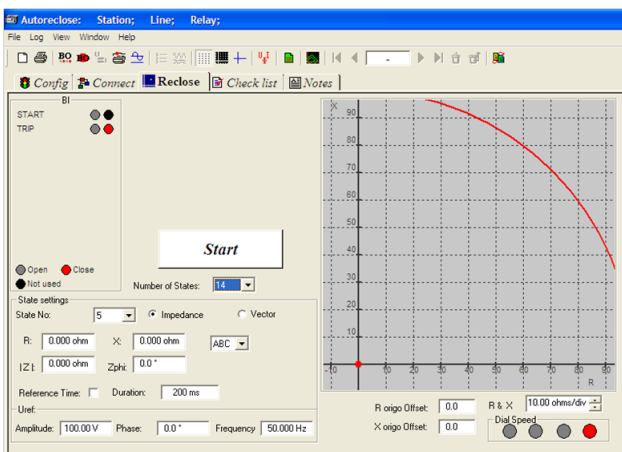 Autoreclose: Station; Line; Relay;
File Log View Window Help
Config Connect Reclose Check list Notes
BI
START
TRIP
Open Close
Not used
Start
Number of States: 14
State settings
State No: 5 Impedance Vector
R: 0.000 ohm X: 0.000 ohm ABC
|Z|: 0.000 ohm Zphi: 0.0 °
Reference Time: Duration: 200 ms
Uref:
Amplitude: 100.00 V Phase: 0.0 ° Frequency 50.000 Hz
X
90
80
70
60
50
40
30
20
10
-10 10 20 30 40 50 60 70 80 90
R
R origo Offset: 0.0 R & X 10.00 ohms/div
X origo Offset: 0.0 Dial Speed